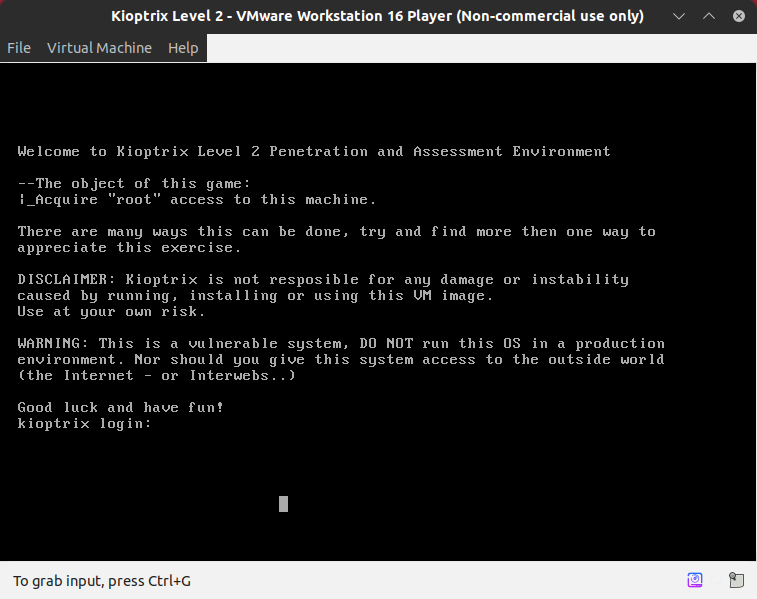 Kioptrix Level 2 - VMware Workstation 16 Player (Non-commercial use only)
File Virtual Machine Help
Welcome to Kioptrix Level 2 Penetration and Assessment Environment
--The object of this game:
|_Acquire "root" access to this machine.
There are many ways this can be done, try and find more then one way to
appreciate this exercise.
DISCLAIMER: Kioptrix is not resposible for any damage or instability
caused by running, installing or using this VM image.
Use at your own risk.
WARNING: This is a vulnerable system, DO NOT run this OS in a production
environment. Nor should you give this system access to the outside world
(the Internet - or Interwebs..)
Good luck and have fun!
kioptrix login:
To grab input, press Ctrl+G